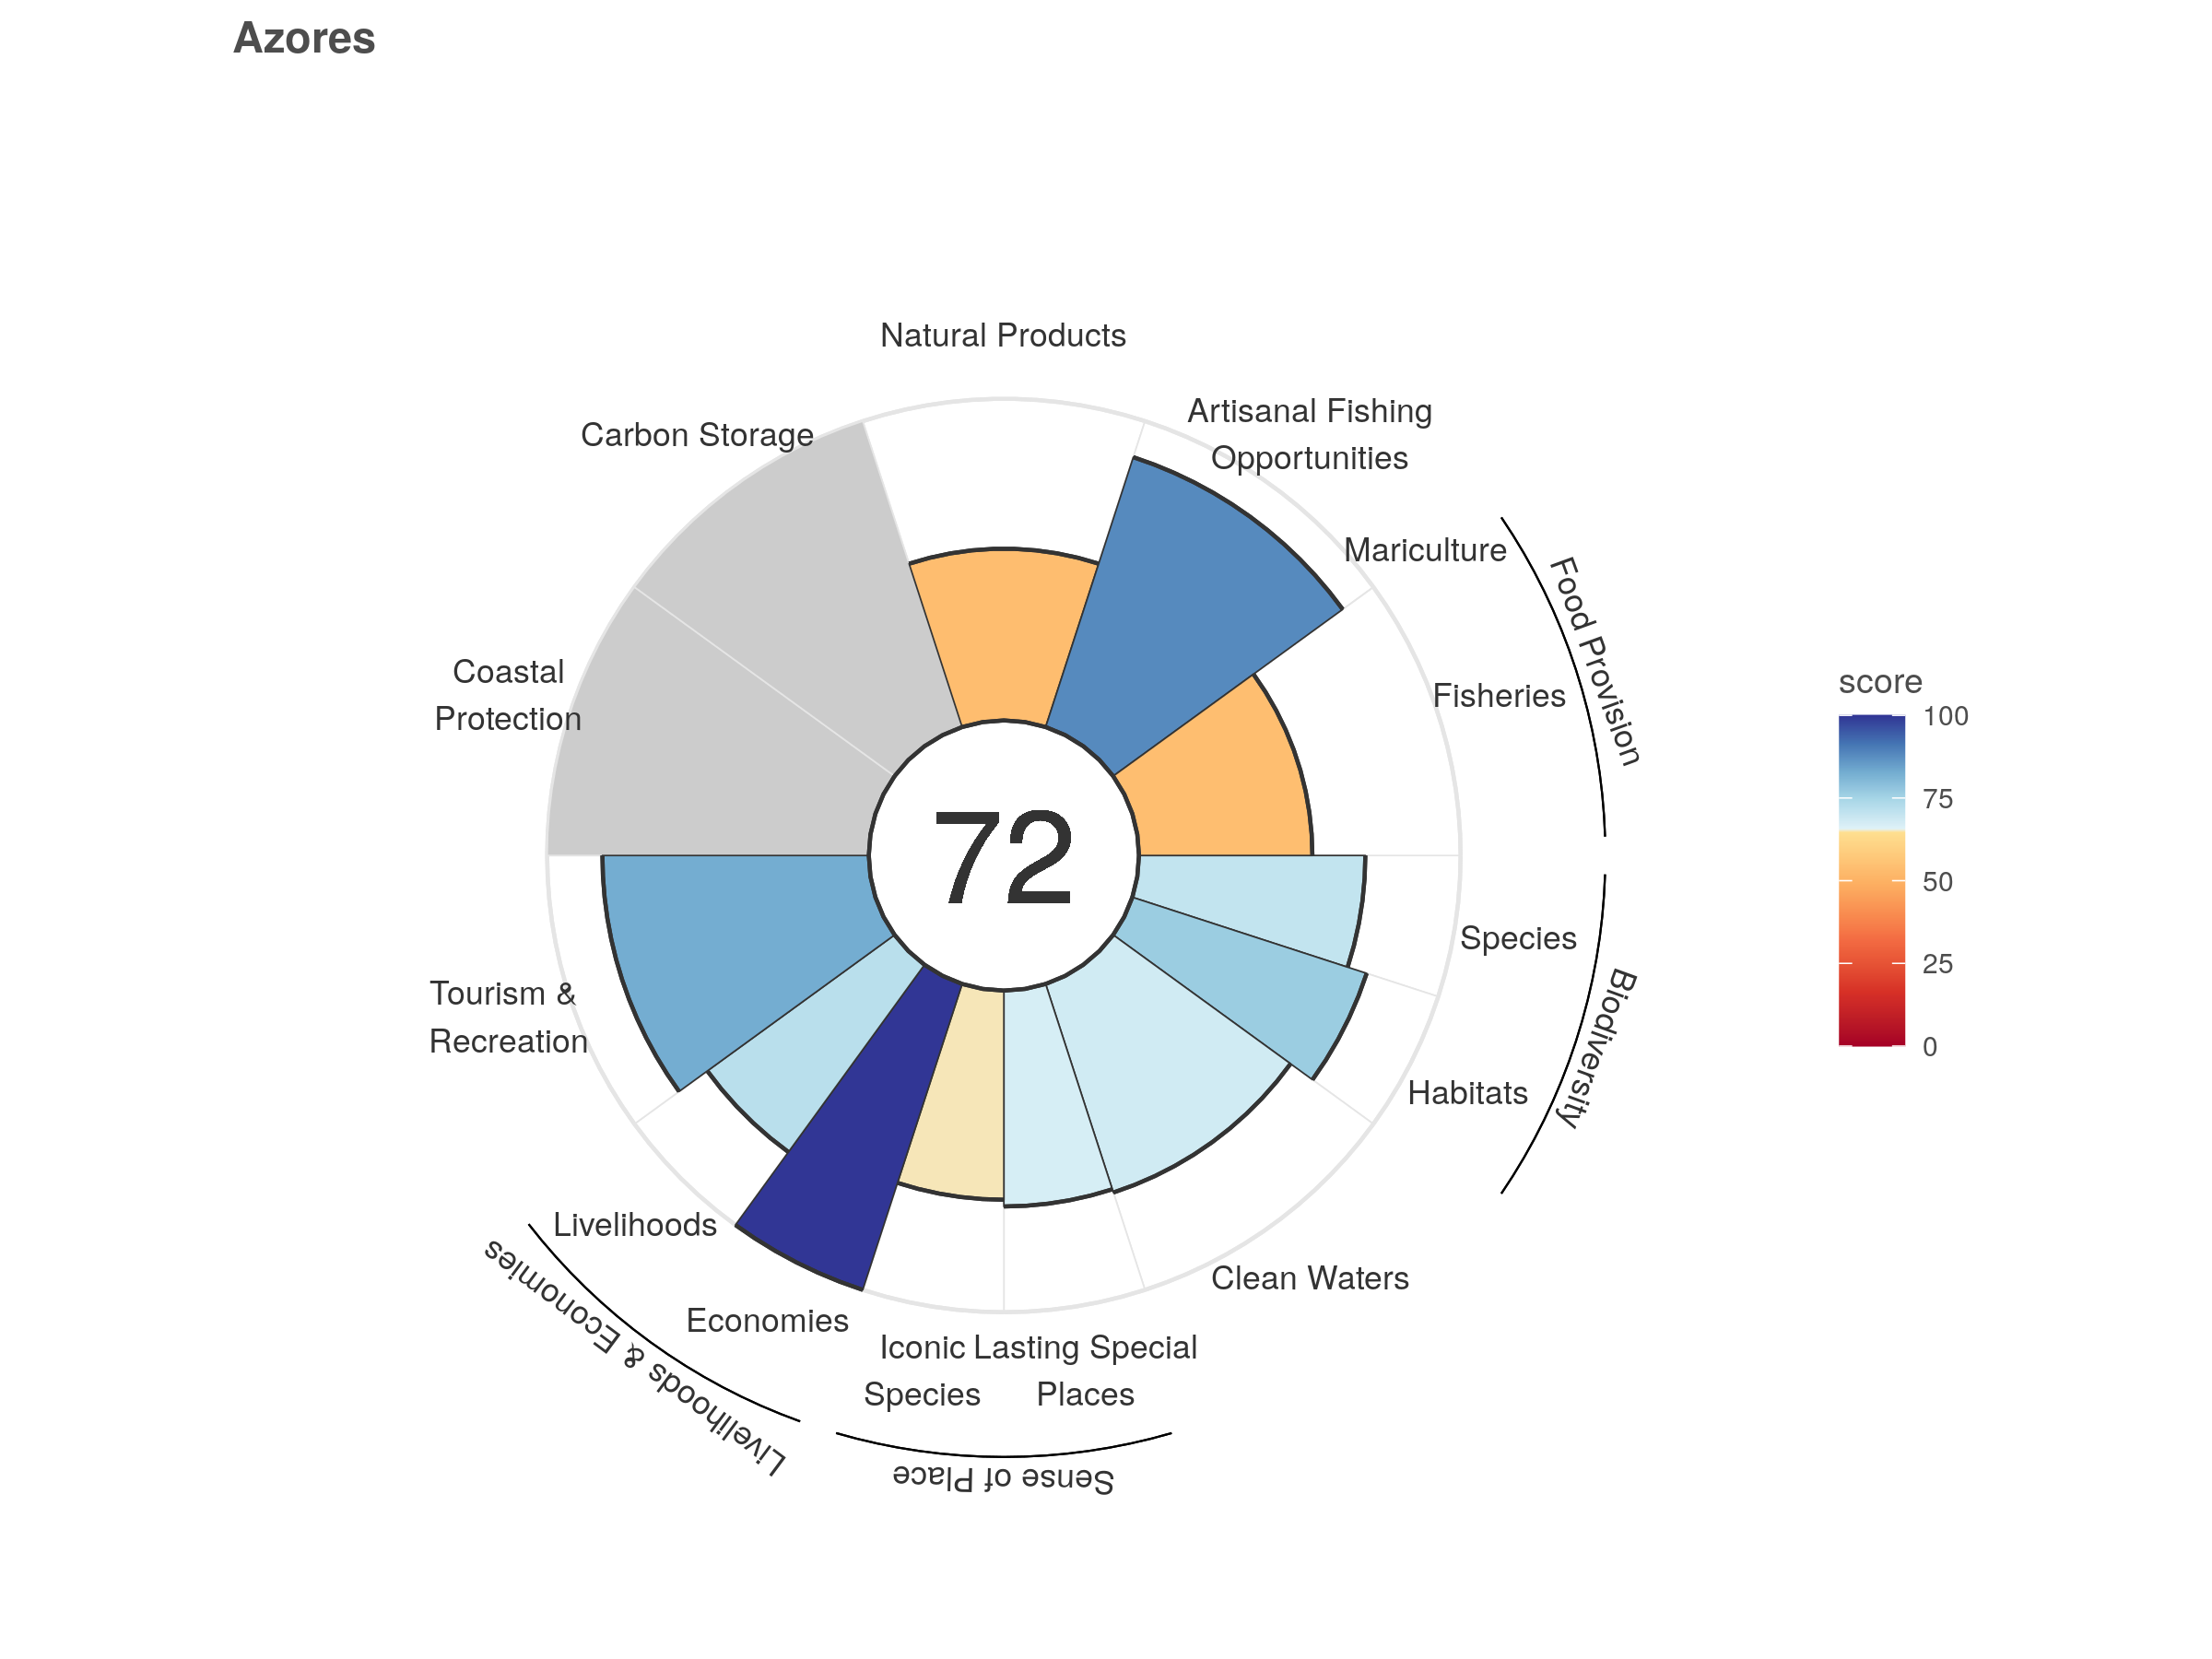 Azores
Natural Products
Artisanal Fishing
Opportunities
Carbon Storage
Mariculture
Food Provision
Fisheries
Coastal
Protection
score
100
75
50
25
0
72
Species
Biodiversity
Tourism &
Recreation
Habitats
Livelihoods
Clean Waters
Economies
Livelihoods & Economies
Iconic
Species
Lasting Special
Places
Sense of Place